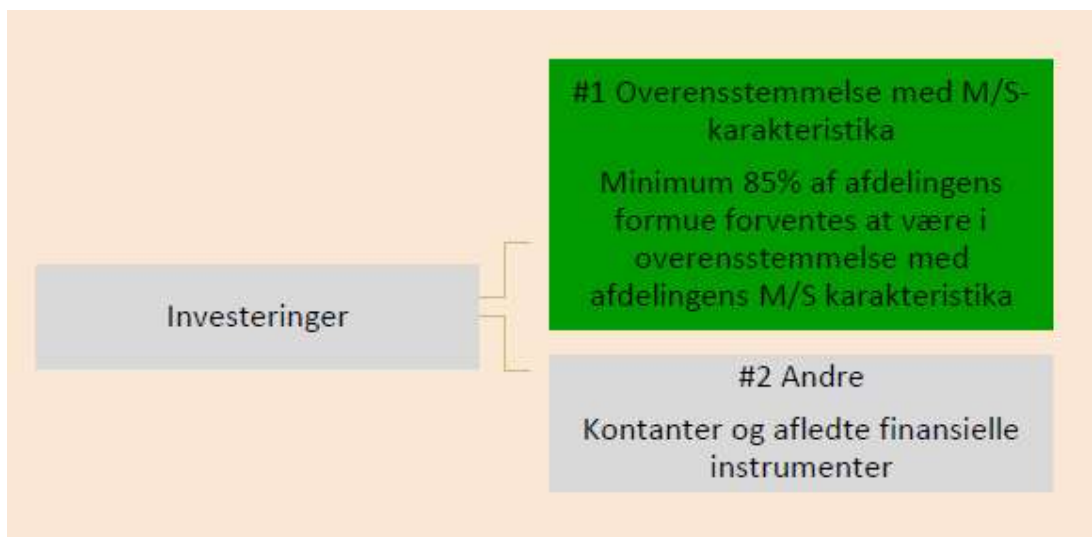 #1 Overensstemmelse med M/S-
karakteristika
Minimum 85% af afdelingens
formue forventes at være i
overensstemmelse med
afdelingens M/S karakteristika
Investeringer
#2 Andre
Kontanter og afledte finansielle
instrumenter